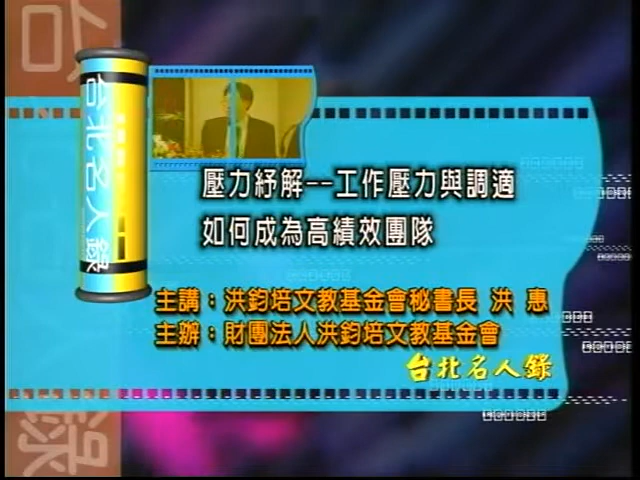 台北名人錄
壓力紓解--工作壓力與調適
如何成為高績效團隊
主講：洪鈞培文教基金會秘書長 洪 惠
主辦：財團法人洪鈞培文教基金會
台北名人錄
台
錄